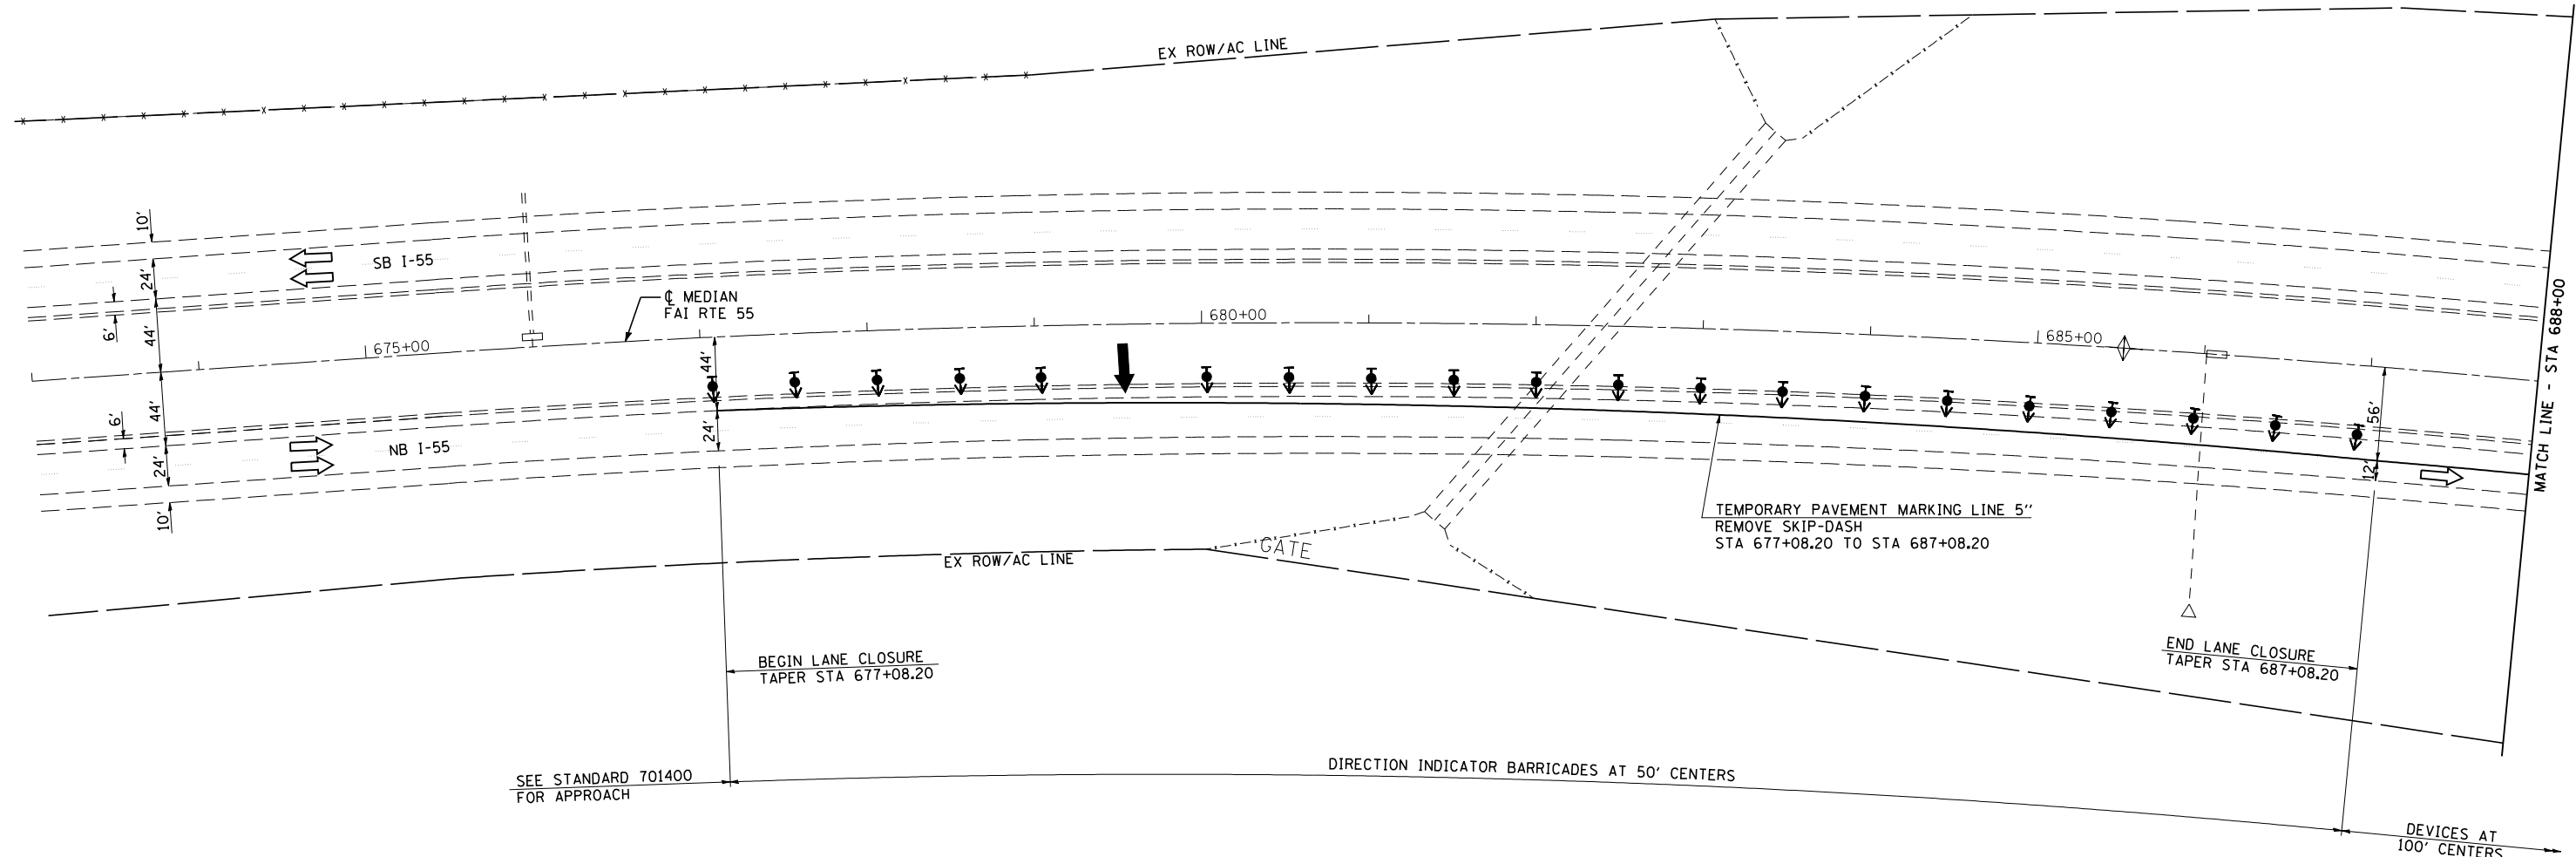 EX ROW/AC LINE
10'
24'
6'
44'
SB I-55
℄ MEDIAN
FAI RTE 55
675+00
680+00
685+00
44'
6'
24'
10'
NB I-55
44'
24'
56'
12'
MATCH LINE - STA 688+00
TEMPORARY PAVEMENT MARKING LINE 5''
REMOVE SKIP-DASH
STA 677+08.20 TO STA 687+08.20
GATE
EX ROW/AC LINE
BEGIN LANE CLOSURE
TAPER STA 677+08.20
END LANE CLOSURE
TAPER STA 687+08.20
SEE STANDARD 701400
FOR APPROACH
DIRECTION INDICATOR BARRICADES AT 50' CENTERS
DEVICES AT
100' CENTERS